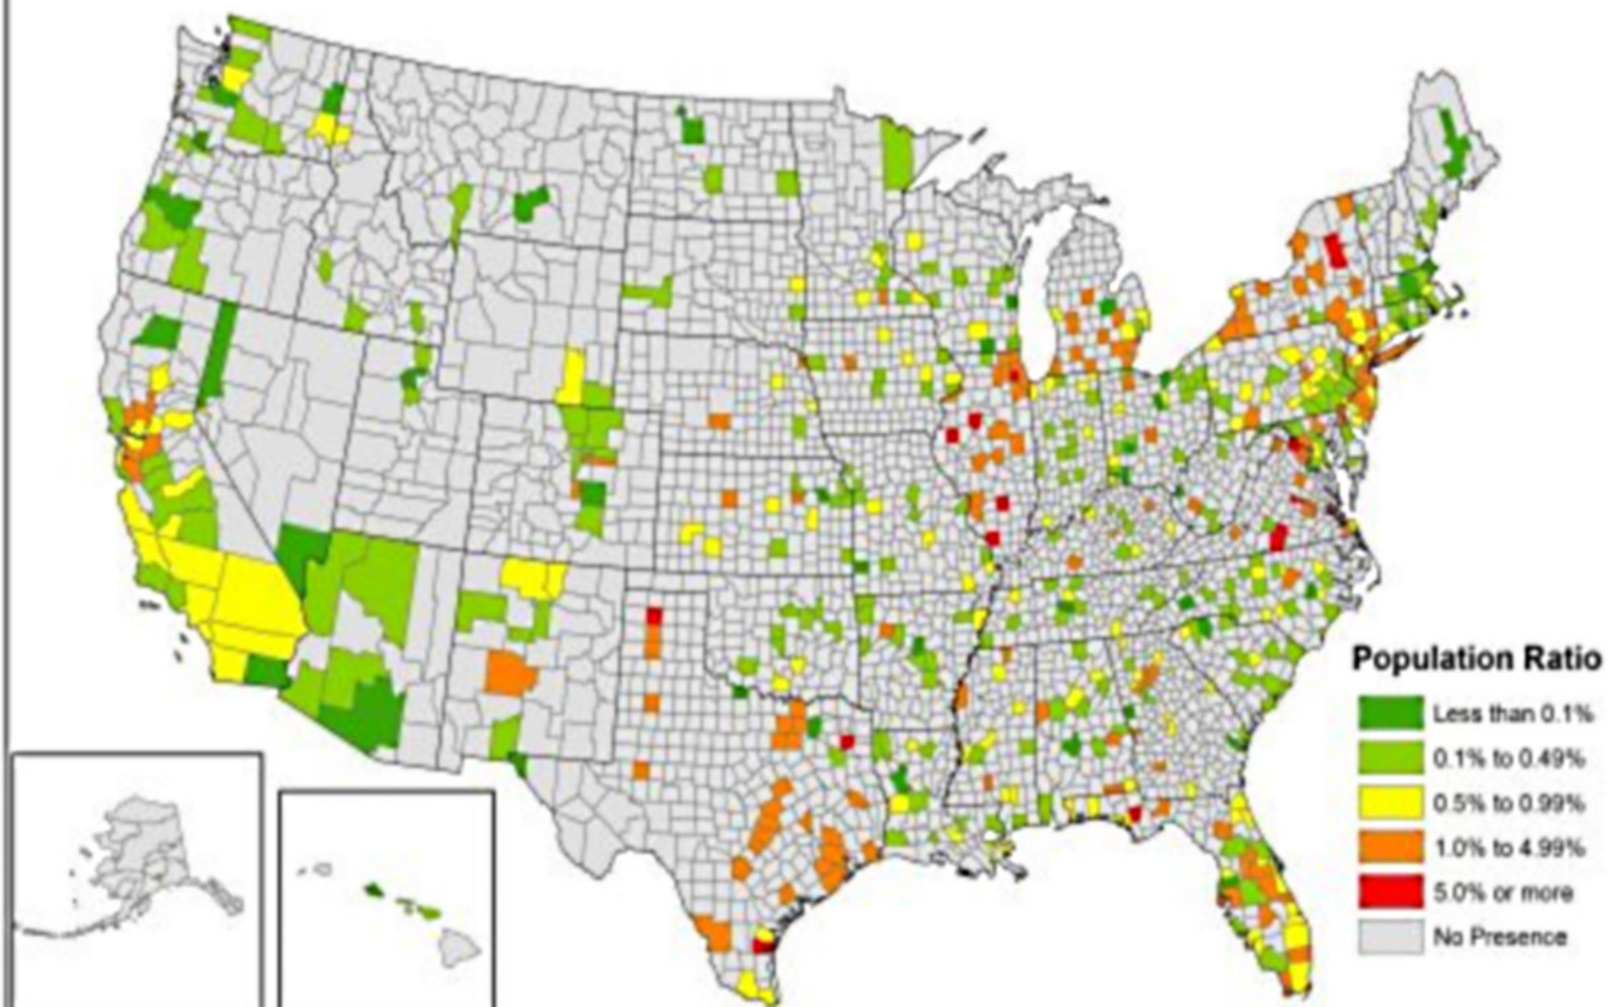 Population Ratio
Less than 0.1%
0.1% to 0.49%
0.5% to 0.99%
1.0% to 4.99%
5.0% or more
No Presence